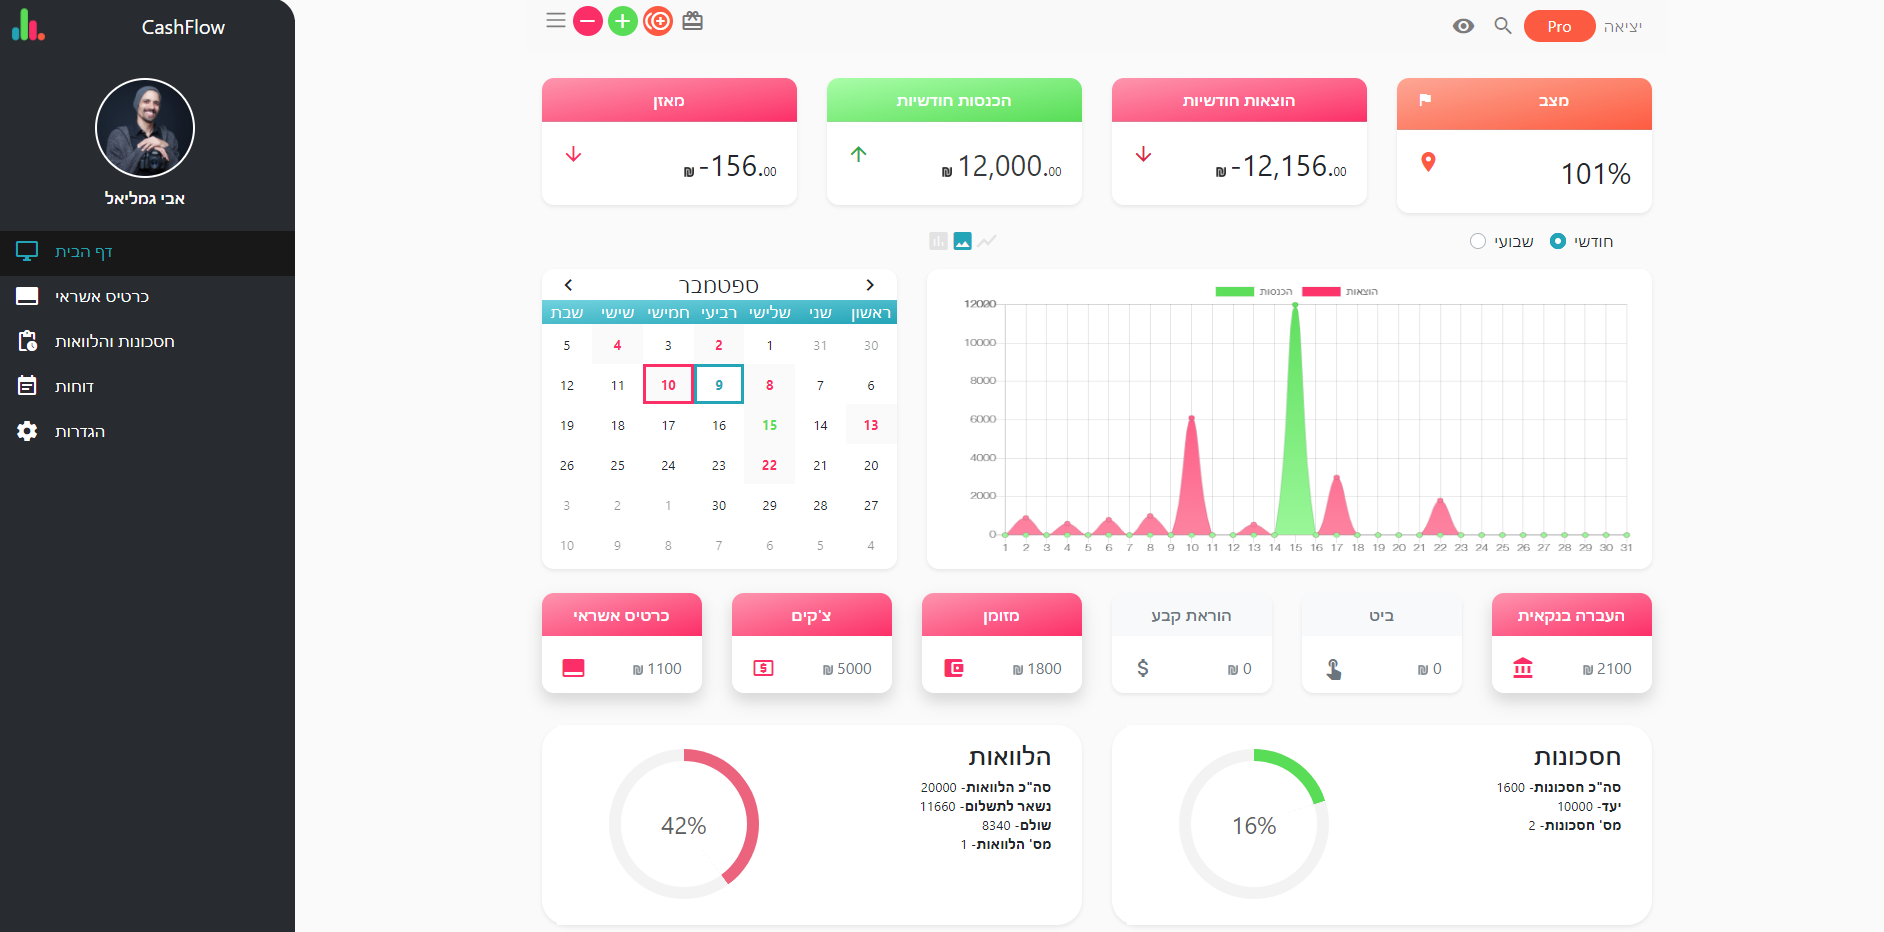 CashFlow
אבי גמליאל
דף הבית
כרטיס אשראי
חסכונות והלוואות
דוחות
הגדרות
יציאה
Pro
מצב
101%
הוצאות חודשיות
₪ -12,156.00
הכנסות חודשיות
₪ 12,000.00
מאזן
₪ -156.00
חודשי
שבועי
הכנסות
הוצאות
12000
10000
8000
6000
4000
2000
0
1 2 3 4 5 6 7 8 9 10 11 12 13 14 15 16 17 18 19 20 21 22 23 24 25 26 27 28 29 30 31
ספטמבר
ראשון שני שלישי רביעי חמישי שישי שבת
30 31 1 2 3 4 5
6 7 8 9 10 11 12
13 14 15 16 17 18 19
20 21 22 23 24 25 26
27 28 29 30 1 2 3
4 5 6 7 8 9 10
העברה בנקאית
₪ 2100
ביט
₪ 0
הוראת קבע
₪ 0
מזומן
₪ 1800
צ'קים
₪ 5000
כרטיס אשראי
₪ 1100
חסכונות
סה"כ חסכונות- 1600
יעד- 10000
מס' חסכונות- 2
16%
הלוואות
סה"כ הלוואות- 20000
נשאר לתשלום- 11660
שולם- 8340
מס' הלוואות- 1
42%